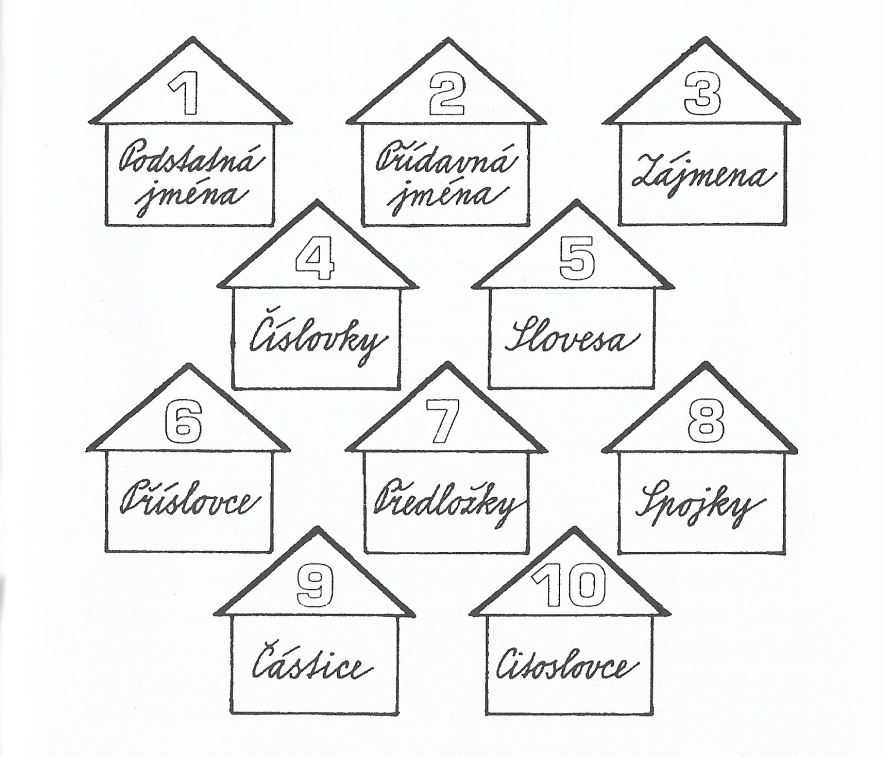 1
Podstatná
jména
2
Přídavná
jména
3
Zájmena
4
Číslovky
5
Slovesa
6
Příslovce
7
Předložky
8
Spojky
9
Částice
10
Citoslovce